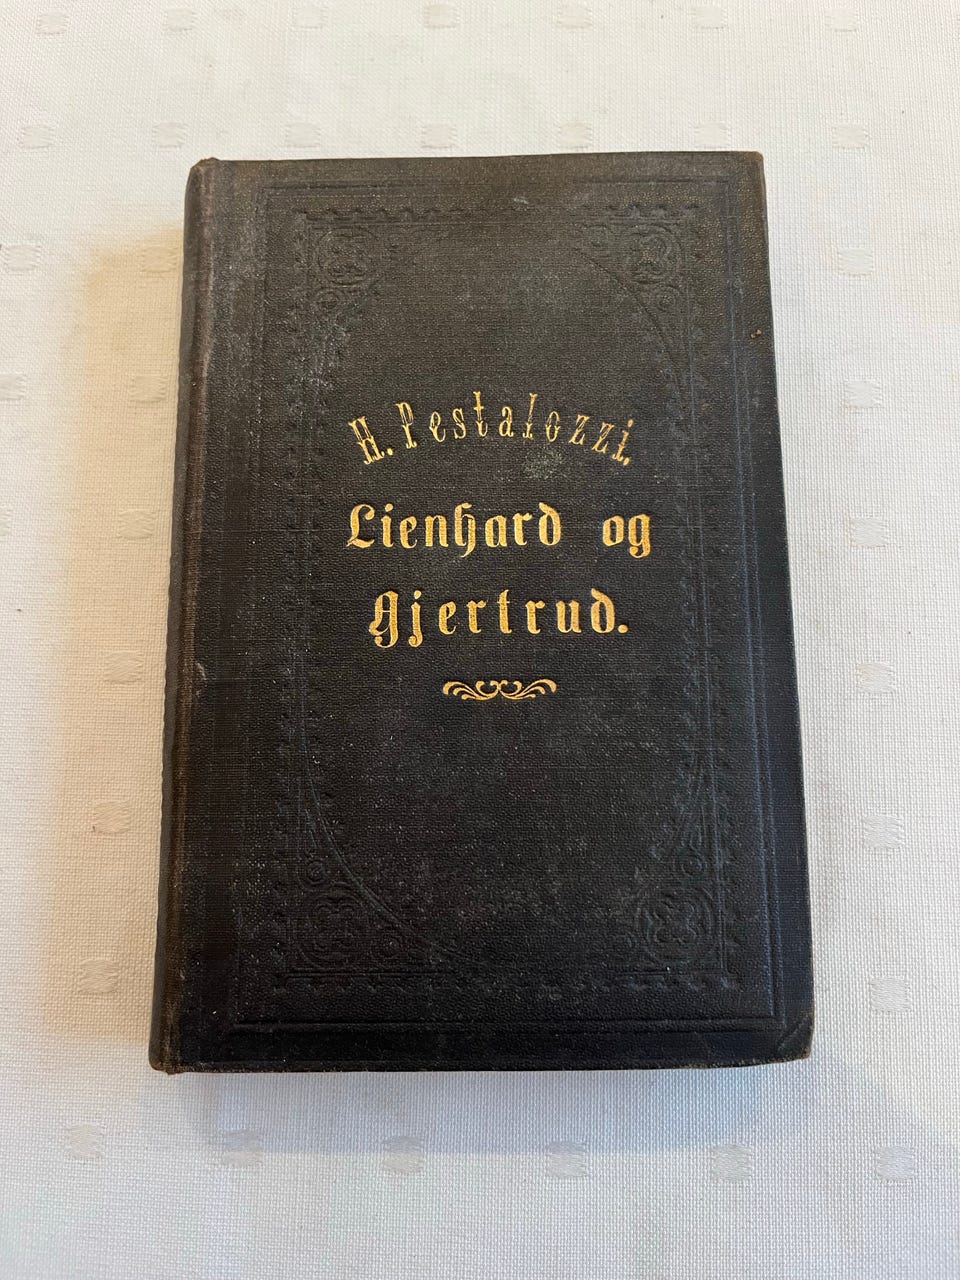 H. Pestalozzi.
Lienhard og
Gjertrud.